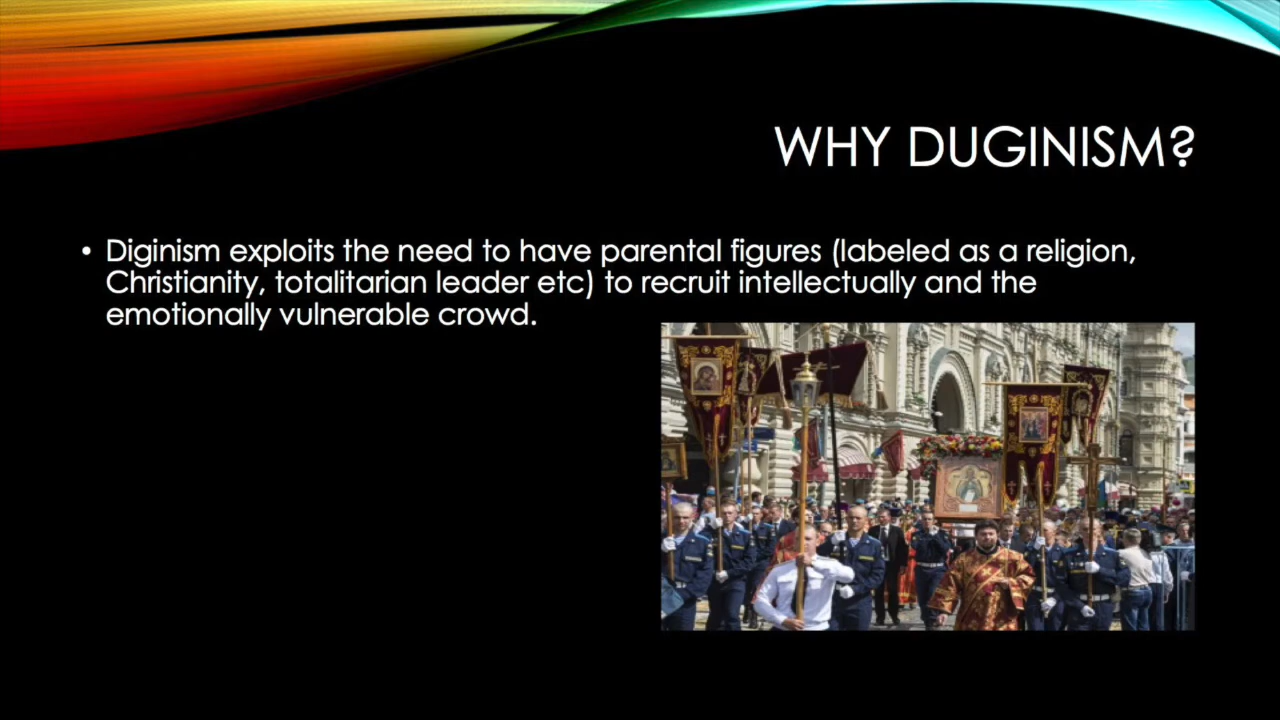 WHY DUGINISM?
• Diginism exploits the need to have parental figures (labeled as a religion,
Christianity, totalitarian leader etc) to recruit intellectually and the
emotionally vulnerable crowd.